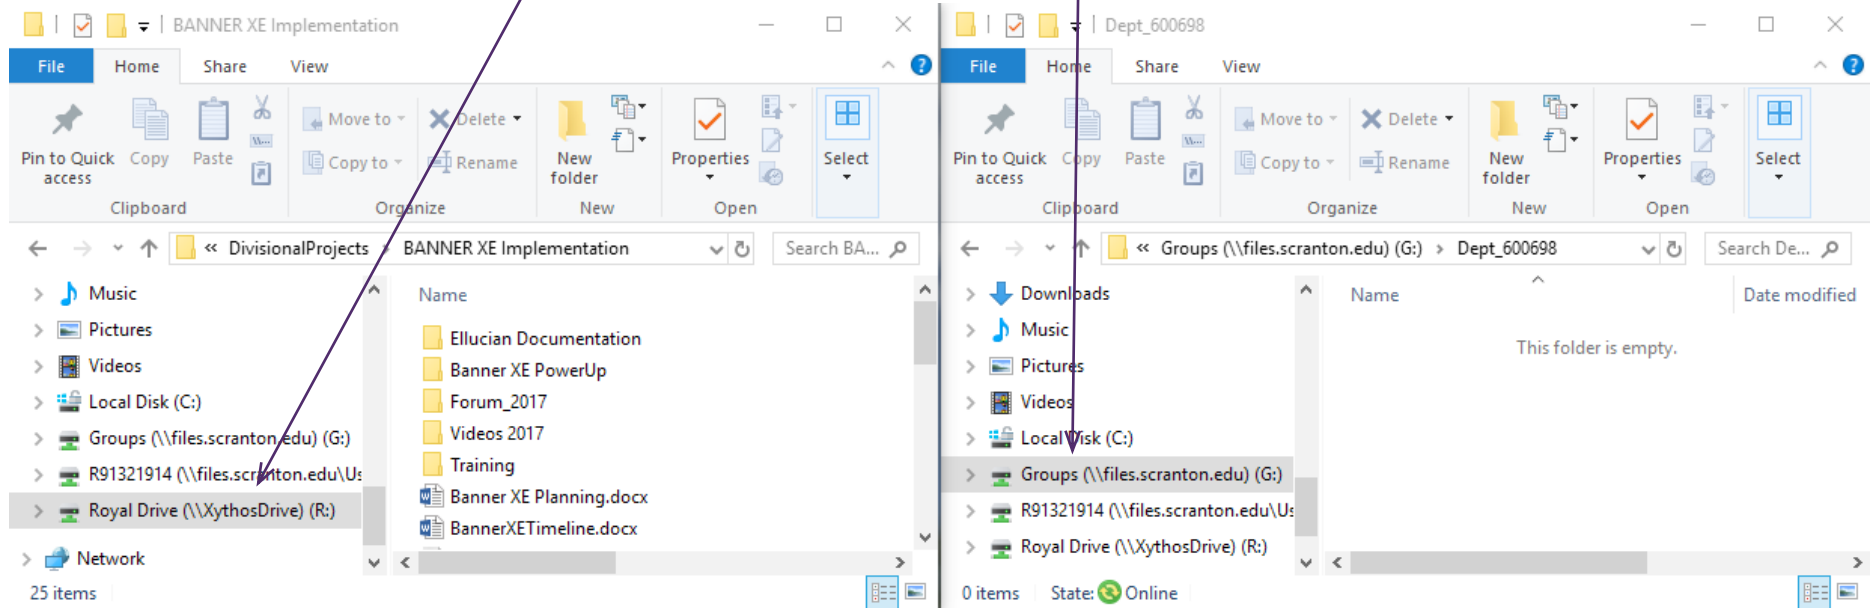 BANNER XE Implementation
File Home Share View
Pin to Quick access
Copy
Paste
Move to
Copy to
Delete
Rename
New folder
Properties
Select
Clipboard Organize New Open
« DivisionalProjects › BANNER XE Implementation
Search BA...
Music
Pictures
Videos
Local Disk (C:)
Groups (\\files.scranton.edu) (G:)
R91321914 (\\files.scranton.edu\Us
Royal Drive (\\XythosDrive) (R:)
Network
Name
Ellucian Documentation
Banner XE PowerUp
Forum_2017
Videos 2017
Training
Banner XE Planning.docx
BannerXETimeline.docx
25 items
Dept_600698
File Home Share View
Pin to Quick access
Copy
Paste
Move to
Copy to
Delete
Rename
New folder
Properties
Select
Clipboard Organize New Open
« Groups (\\files.scranton.edu) (G:) › Dept_600698
Search De...
Downloads
Music
Pictures
Videos
Local Disk (C:)
Groups (\\files.scranton.edu) (G:)
R91321914 (\\files.scranton.edu\Us
Royal Drive (\\XythosDrive) (R:)
Name Date modified
This folder is empty.
0 items State: Online